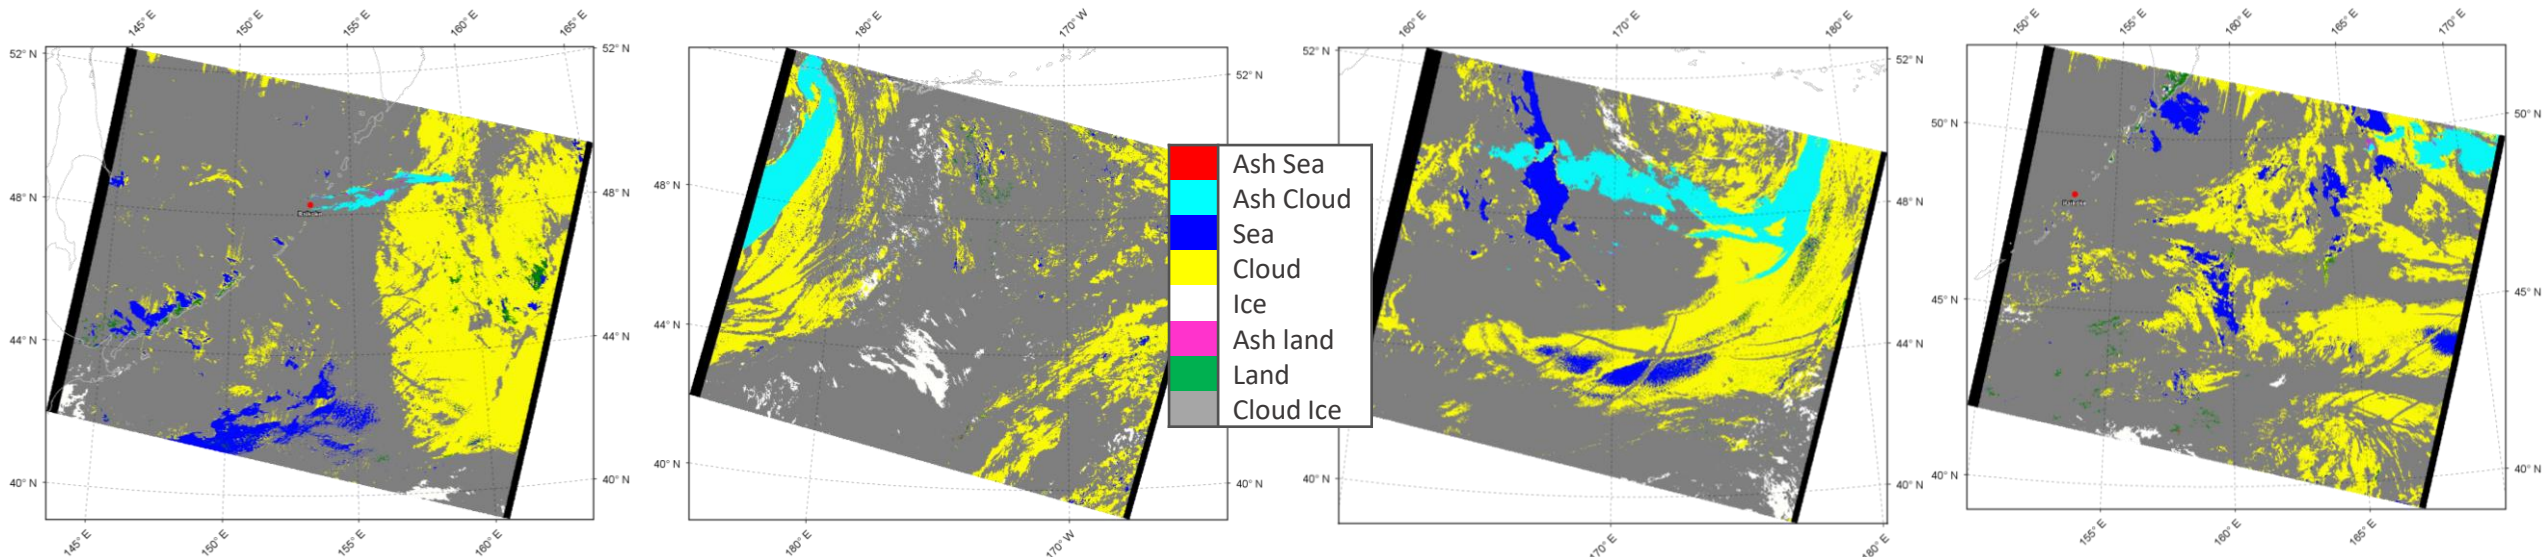 145° E
150° E
155° E
160° E
165° E
52° N
52° N
48° N
48° N
44° N
44° N
40° N
40° N
145° E
150° E
155° E
160° E
180° E
170° W
52° N
48° N
44° N
40° N
40° N
180° E
170° W
Ash Sea
Ash Cloud
Sea
Cloud
Ice
Ash land
Land
Cloud Ice
160° E
170° E
180° E
52° N
52° N
48° N
44° N
40° N
40° N
170° E
180° E
150° E
155° E
160° E
165° E
170° E
50° N
50° N
45° N
45° N
40° N
40° N
155° E
160° E
165° E